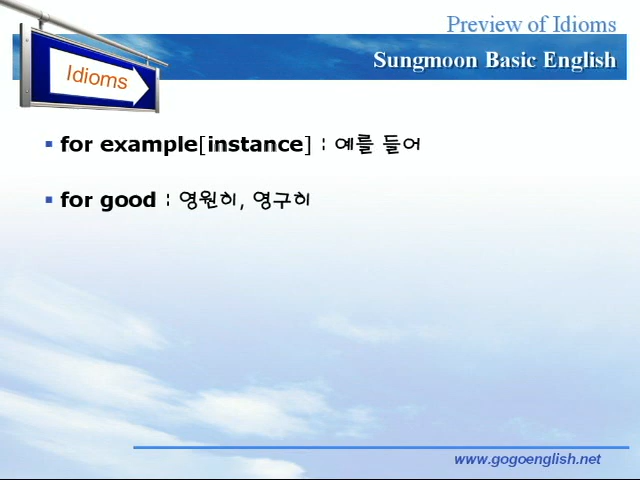 Preview of Idioms
Sungmoon Basic English
Idioms
▪ for example[instance] : 예를 들어
▪ for good : 영원히, 영구히
www.gogoenglish.net